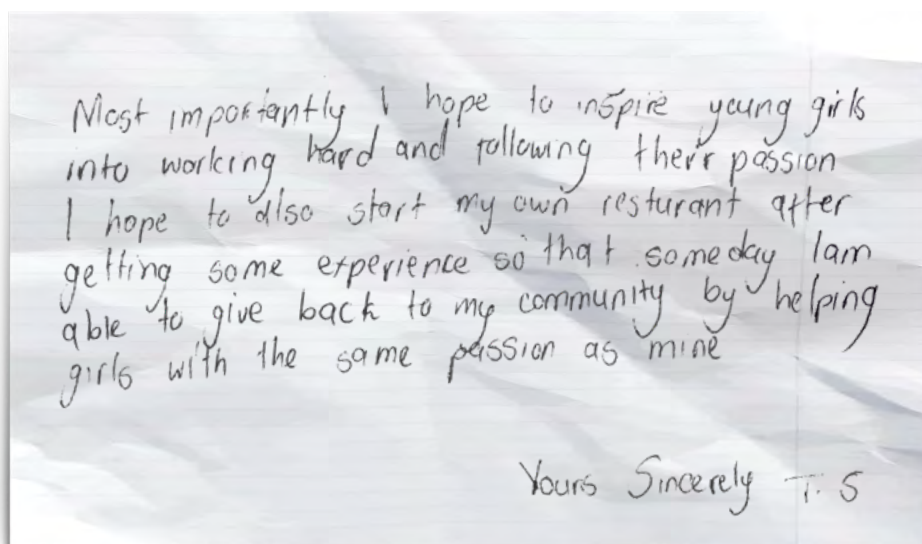 Most importantly I hope to inspire young girls
into working hard and following their passion
I hope to also start my own resturant after
getting some experience so that someday I am
able to give back to my community by helping
girls with the same passion as mine
Yours Sincerely T. S